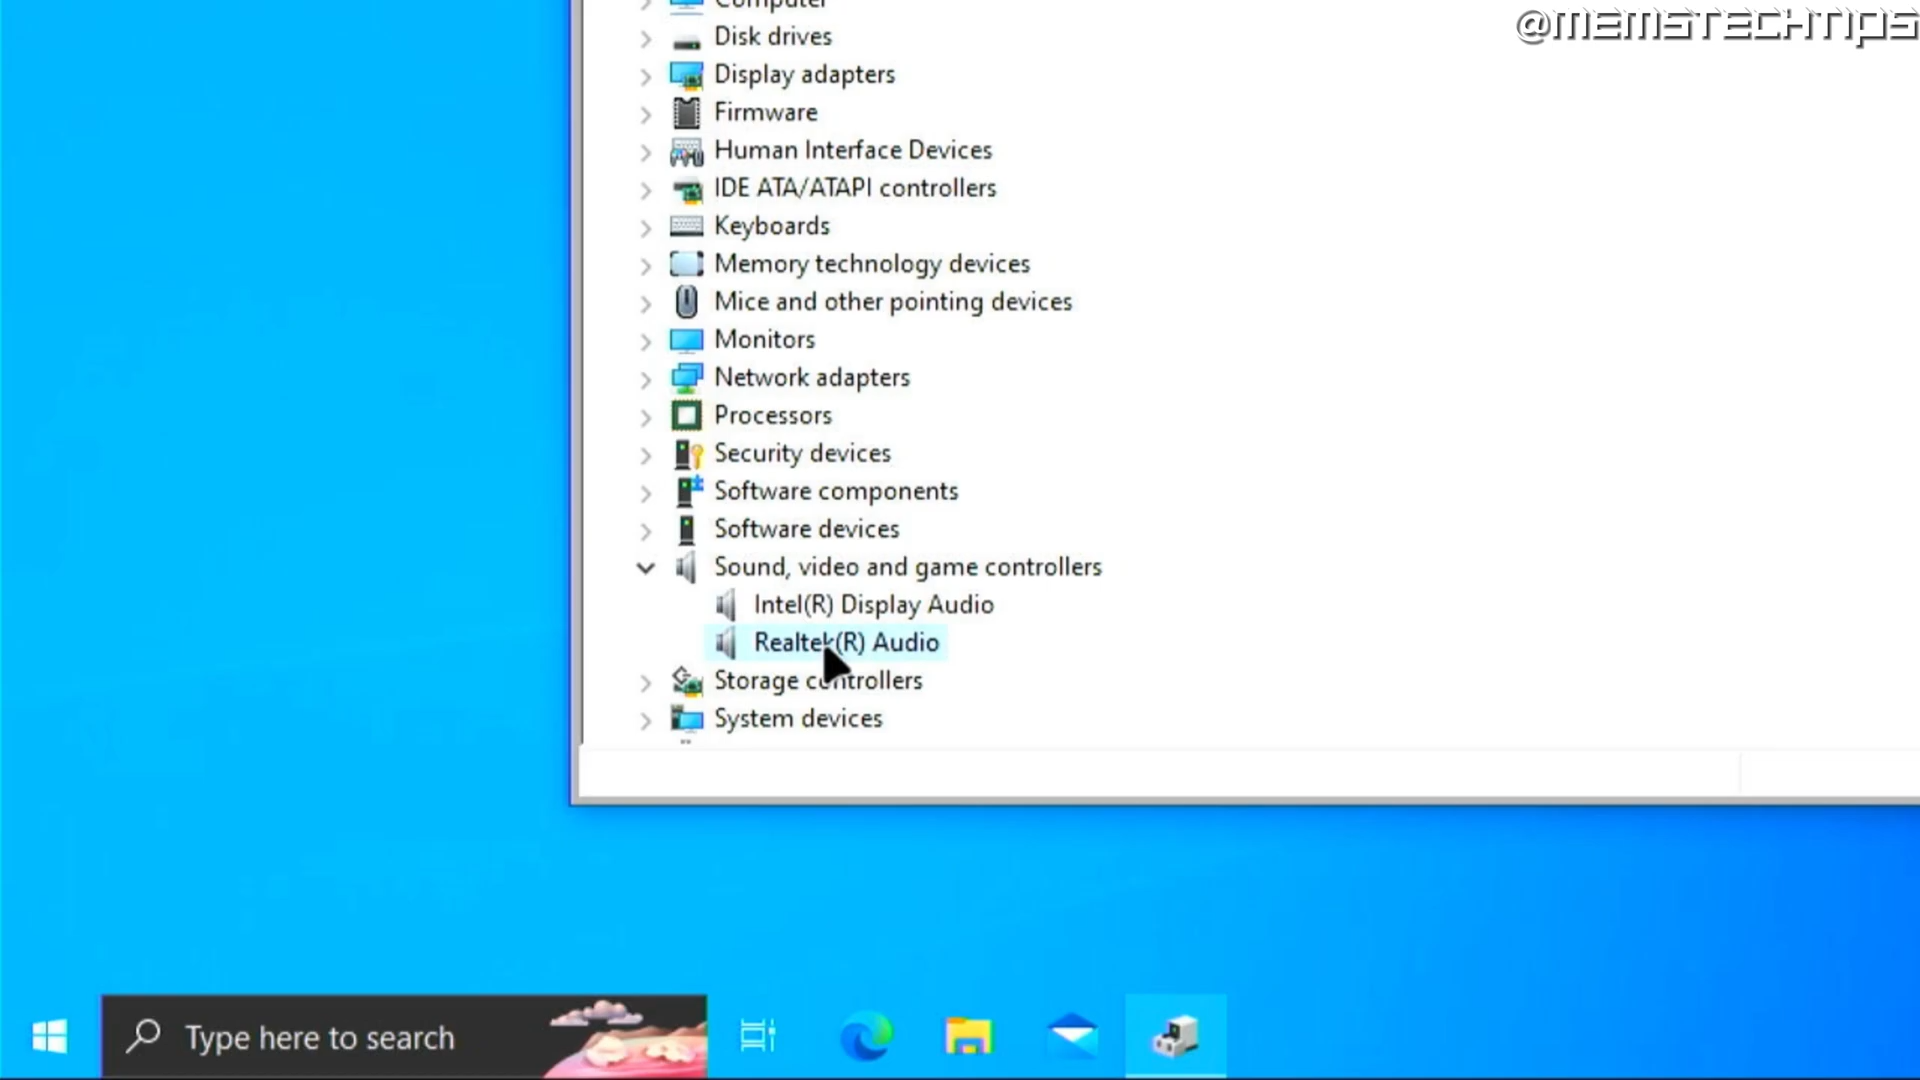 @MEMSTECHTIPS
Computer
Disk drives
Display adapters
Firmware
Human Interface Devices
IDE ATA/ATAPI controllers
Keyboards
Memory technology devices
Mice and other pointing devices
Monitors
Network adapters
Processors
Security devices
Software components
Software devices
Sound, video and game controllers
Intel(R) Display Audio
Realtek(R) Audio
Storage controllers
System devices
Type here to search